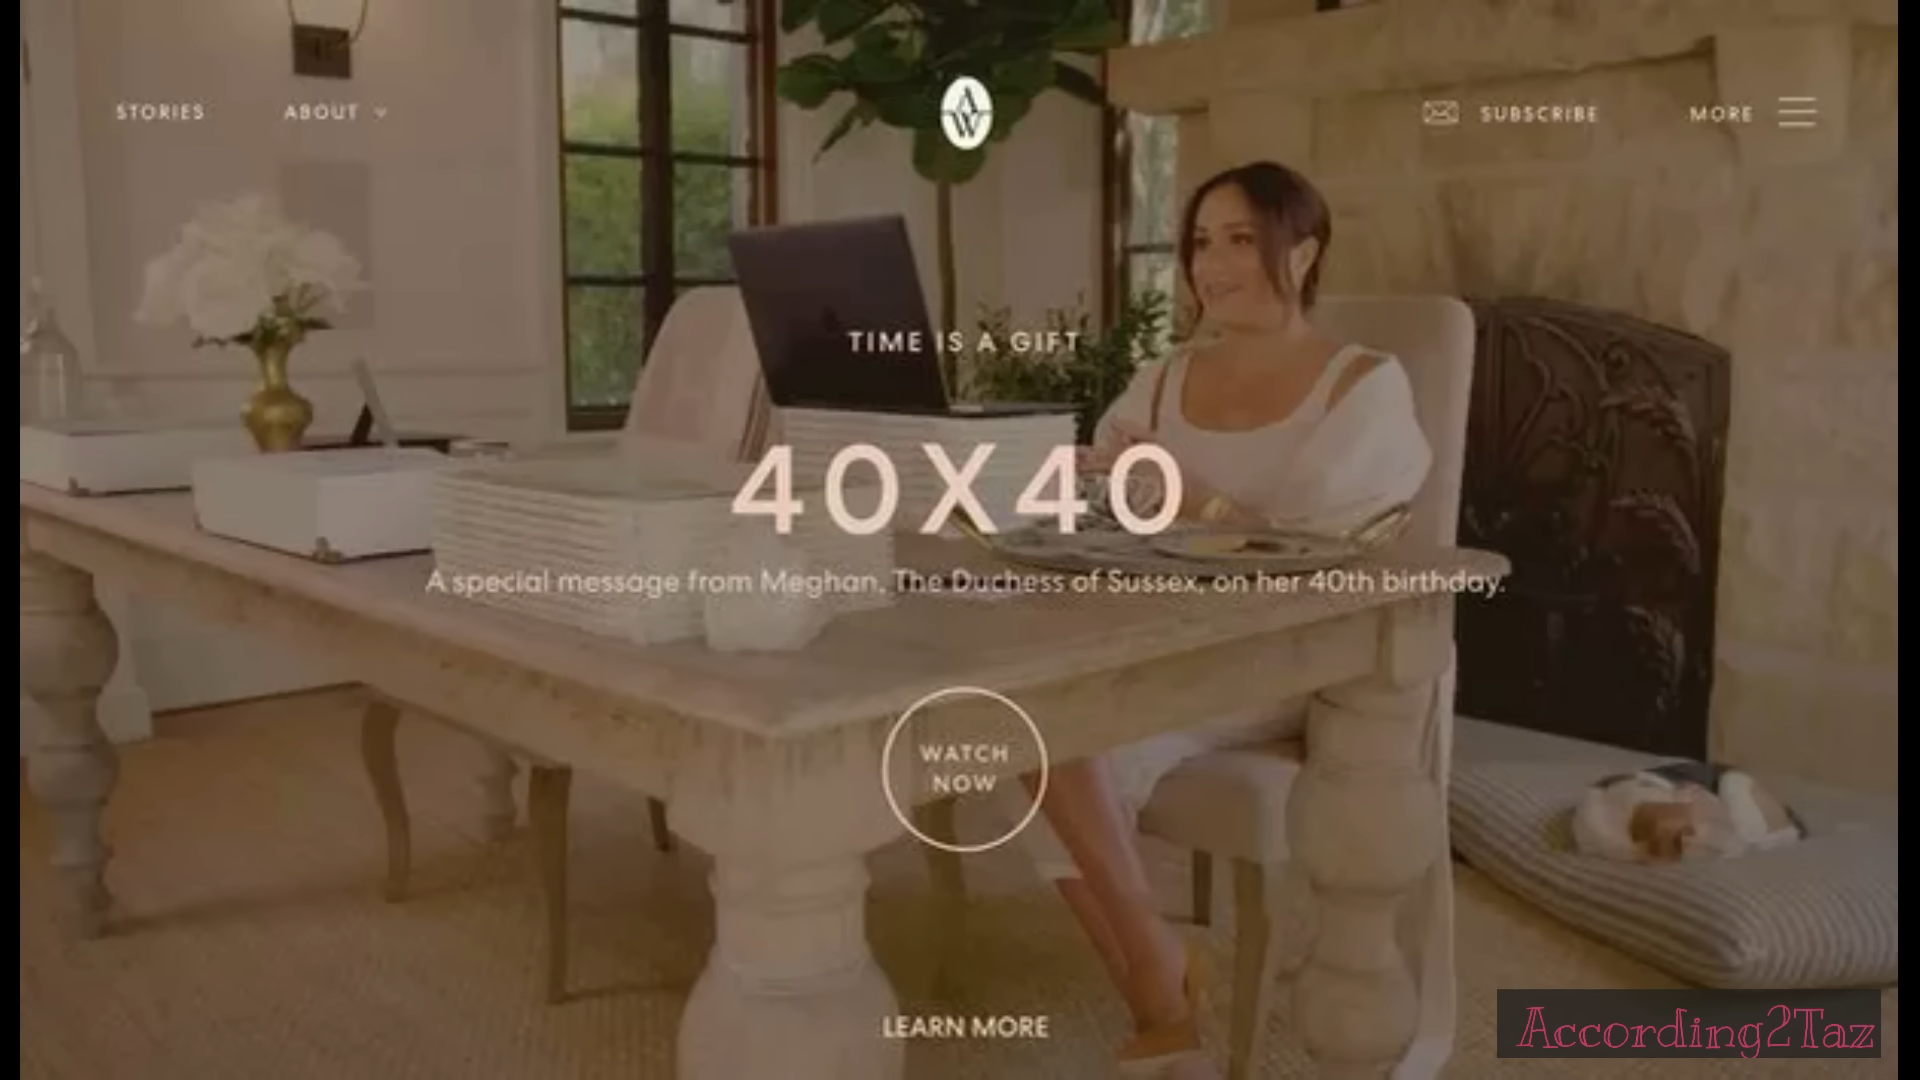 STORIES ABOUT AW SUBSCRIBE MORE
TIME IS A GIFT
40X40
A special message from Meghan, The Duchess of Sussex, on her 40th birthday.
WATCH
NOW
LEARN MORE
According2Taz